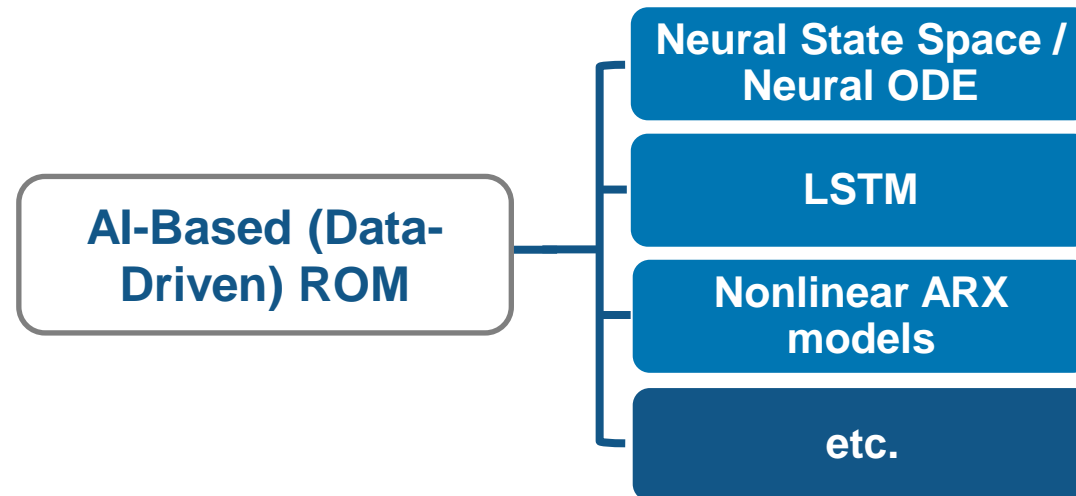 Neural State Space /
Neural ODE
LSTM
AI-Based (Data-
Driven) ROM
Nonlinear ARX
models
etc.